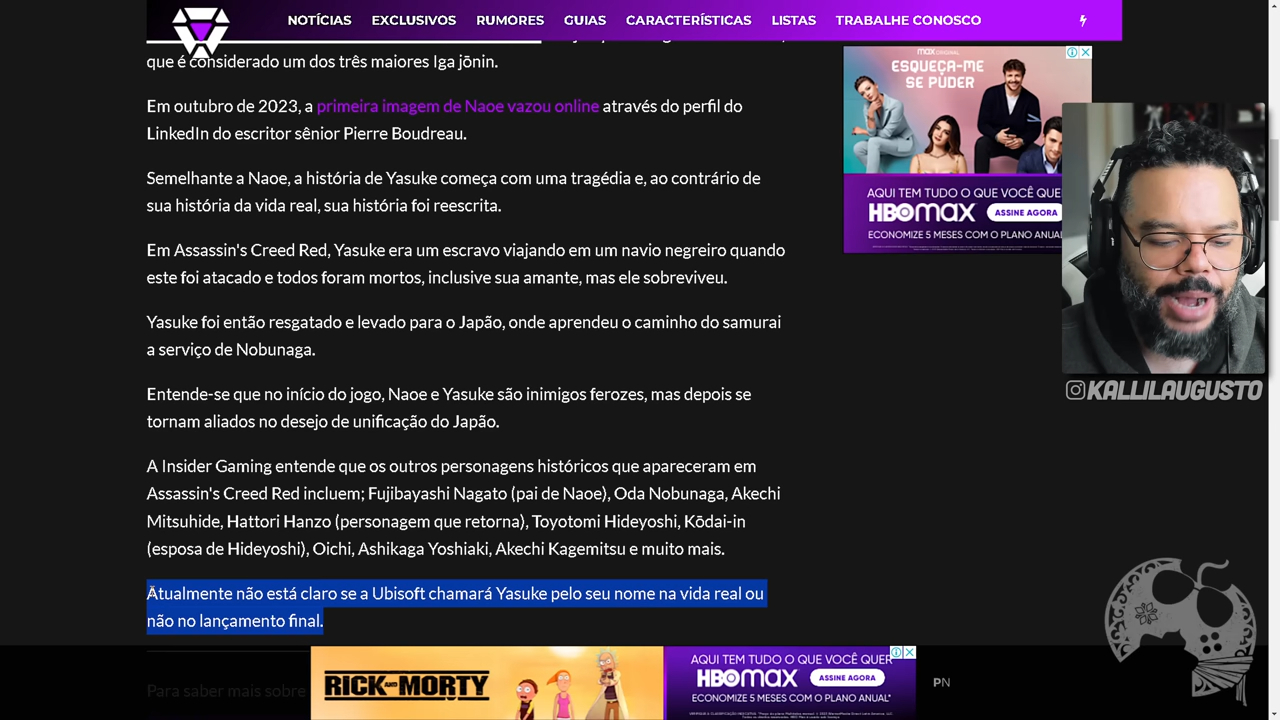 NOTÍCIAS EXCLUSIVOS RUMORES GUIAS CARACTERÍSTICAS LISTAS TRABALHE CONOSCO
que é considerado um dos três maiores Iga jōnin.
Em outubro de 2023, a primeira imagem de Naoe vazou online através do perfil do
LinkedIn do escritor sênior Pierre Boudreau.
Semelhante a Naoe, a história de Yasuke começa com uma tragédia e, ao contrário de
sua história da vida real, sua história foi reescrita.
Em Assassin's Creed Red, Yasuke era um escravo viajando em um navio negreiro quando
este foi atacado e todos foram mortos, inclusive sua amante, mas ele sobreviveu.
Yasuke foi então resgatado e levado para o Japão, onde aprendeu o caminho do samurai
a serviço de Nobunaga.
Entende-se que no início do jogo, Naoe e Yasuke são inimigos ferozes, mas depois se
tornam aliados no desejo de unificação do Japão.
A Insider Gaming entende que os outros personagens históricos que apareceram em
Assassin's Creed Red incluem; Fujibayashi Nagato (pai de Naoe), Oda Nobunaga, Akechi
Mitsuhide, Hattori Hanzo (personagem que retorna), Toyotomi Hideyoshi, Kōdai-in
(esposa de Hideyoshi), Oichi, Ashikaga Yoshiaki, Akechi Kagemitsu e muito mais.
Atualmente não está claro se a Ubisoft chamará Yasuke pelo seu nome na vida real ou
não no lançamento final.
Para saber mais sobre
max ORIGINAL
ESQUEÇA-ME
SE PUDER
AQUI TEM TUDO O QUE VOCÊ QUE
HBOmax ASSINE AGORA
ECONOMIZE 5 MESES COM O PLANO ANUA
KALLILAUGUSTO
RICK AND MORTY
AQUI TEM TUDO O QUE VOCÊ QUER
HBOmax ASSINE AGORA
ECONOMIZE 5 MESES COM O PLANO ANUAL*
PN